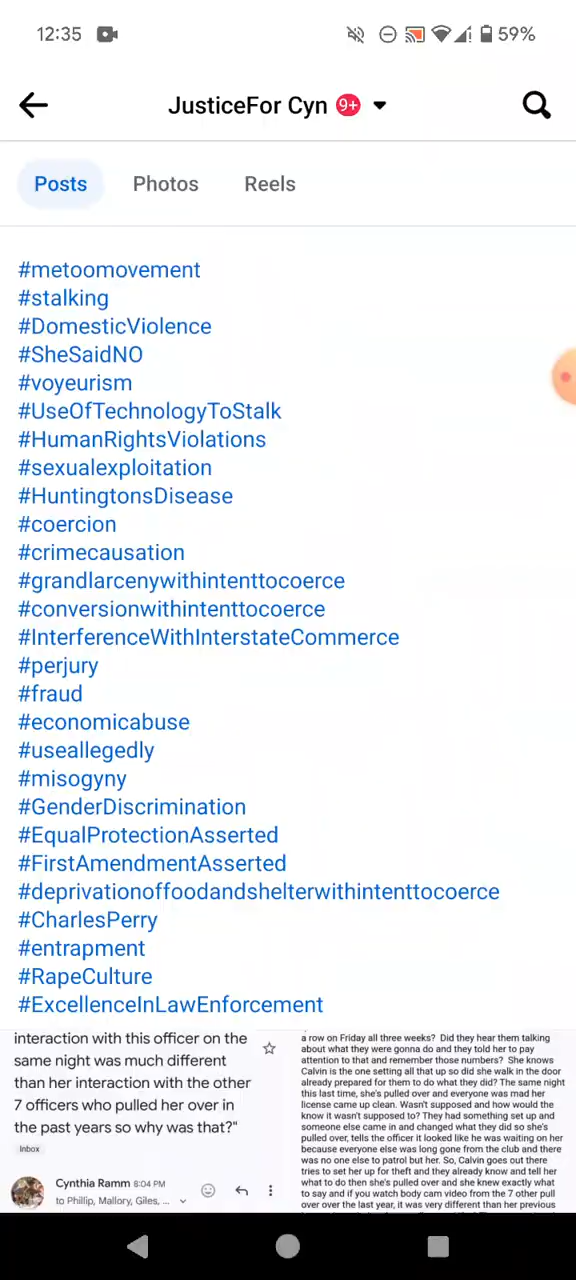 12:35
59%
JusticeFor Cyn 9+
Posts Photos Reels
#metoomovement
#stalking
#DomesticViolence
#SheSaidNO
#voyeurism
#UseOfTechnologyToStalk
#HumanRightsViolations
#sexualexploitation
#HuntingtonsDisease
#coercion
#crimecausation
#grandlarcenywithintenttocoerce
#conversionwithintenttocoerce
#InterferenceWithInterstateCommerce
#perjury
#fraud
#economicabuse
#useallegedly
#misogyny
#GenderDiscrimination
#EqualProtectionAsserted
#FirstAmendmentAsserted
#deprivationoffoodandshelterwithintenttocoerce
#CharlesPerry
#entrapment
#RapeCulture
#ExcellenceInLawEnforcement
interaction with this officer on the
same night was much different
than her interaction with the other
7 officers who pulled her over in
the past years so why was that?"
Inbox
Cynthia Ramm 8:04 PM
to Phillip, Mallory, Giles, ...
a row on Friday all three weeks? Did they hear them talking
about what they were gonna do and they told her to pay
attention to that and remember those numbers? She knows
Calvin is the one setting all that up so did she walk in the door
already prepared for them to do what they did? The same night
this last time, she's pulled over and everyone was mad her
license came up clean. Wasn't supposed and how would the
know it wasn't supposed to? They had something set up and
someone else came in and changed what they did so she's
pulled over, tells the officer it looked like he was waiting on her
because everyone else was long gone from the club and there
was no one else to patrol but her. So, Calvin goes out there
tries to set her up for theft and they already know and tell her
what to do then she's pulled over and she knew exactly what
to say and if you watch body cam video from the 7 other pull
over over the last year, it was very different than her previous